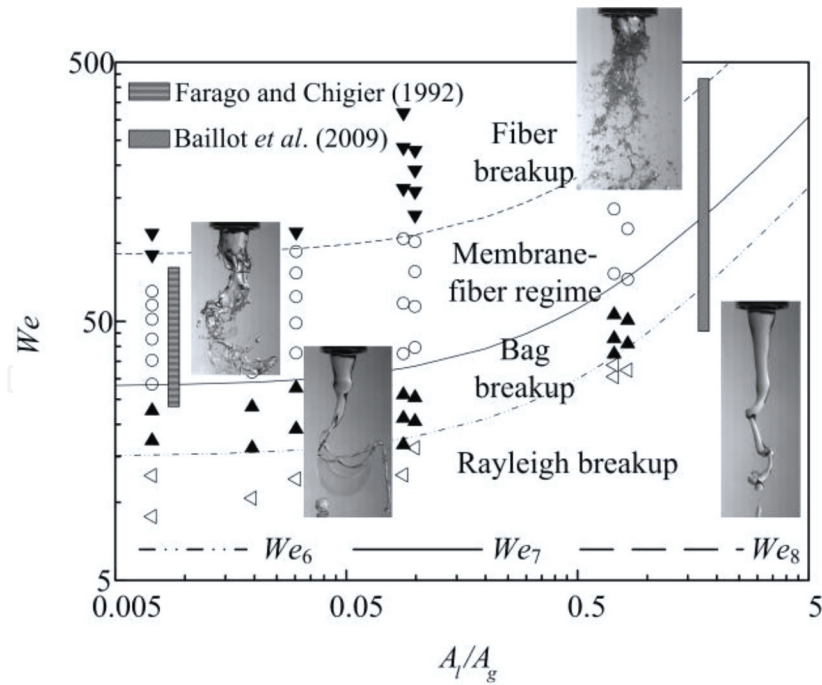 500
Farago and Chigier (1992)
Baillot et al. (2009)
Fiber
breakup
Membrane-
fiber regime
We
50
Bag
breakup
Rayleigh breakup
We6
We7
We8
5
0.005
0.05
0.5
5
Al/Ag